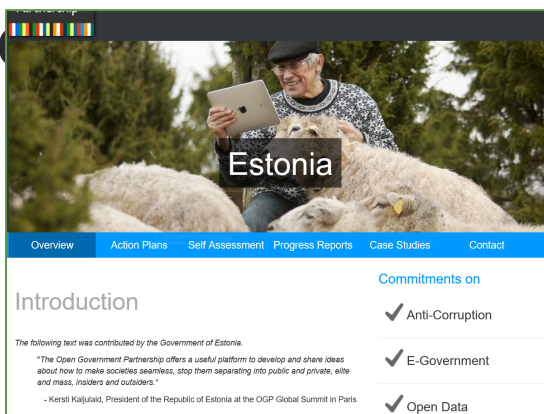 Partnership
Estonia
Overview Action Plans Self Assessment Progress Reports Case Studies Contact
Introduction
The following text was contributed by the Government of Estonia.
"The Open Government Partnership offers a useful platform to develop and share ideas
about how to make societies seamless, stop them separating into public and private, elite
and mass, insiders and outsiders."
- Kersti Kaljulaid, President of the Republic of Estonia at the OGP Global Summit in Paris
Commitments on
Anti-Corruption
E-Government
Open Data